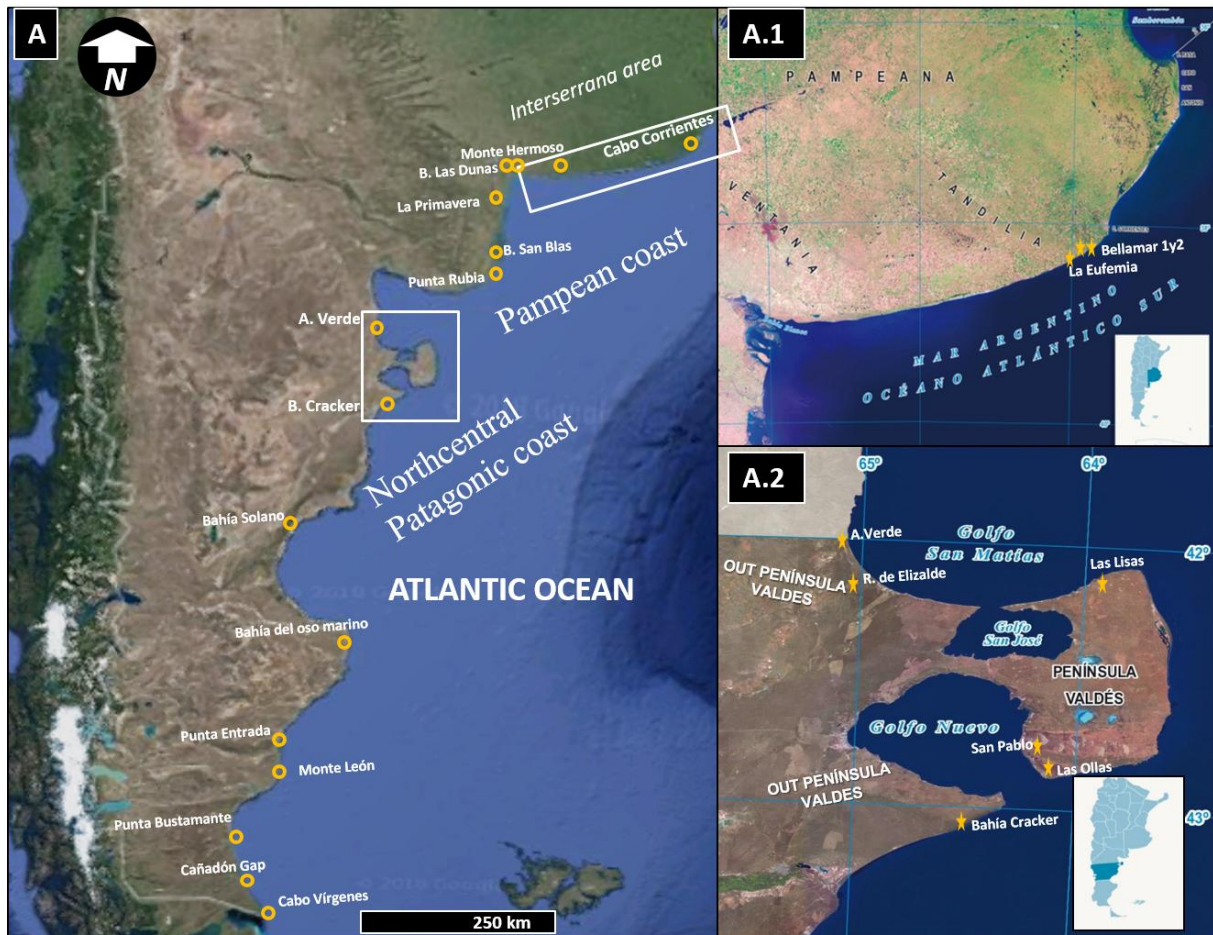 A
N
Interserrana area
Cabo Corrientes
Monte Hermoso
B. Las Dunas
La Primavera
B. San Blas
Punta Rubia
Pampean coast
A. Verde
B. Cracker
Northcentral
Patagonic coast
Bahía Solano
ATLANTIC OCEAN
Bahía del oso marino
Punta Entrada
Monte León
Punta Bustamante
Cañadón Gap
Cabo Vírgenes
250 km
A.1
PAMPEANA
VENTANIA
TANDILIA
Bellamar 1y2
La Eufemia
MAR ARGENTINO
OCÉANO ATLÁNTICO SUR
A.2
65º
64º
A.Verde
Golfo
San Matías
42º
OUT PENÍNSULA
VALDES
R. de Elizalde
Las Lisas
Golfo
San José
PENÍNSULA
VALDÉS
Golfo Nuevo
San Pablo
Las Ollas
OUT PENÍNSULA
VALDES
Bahía Cracker
43º